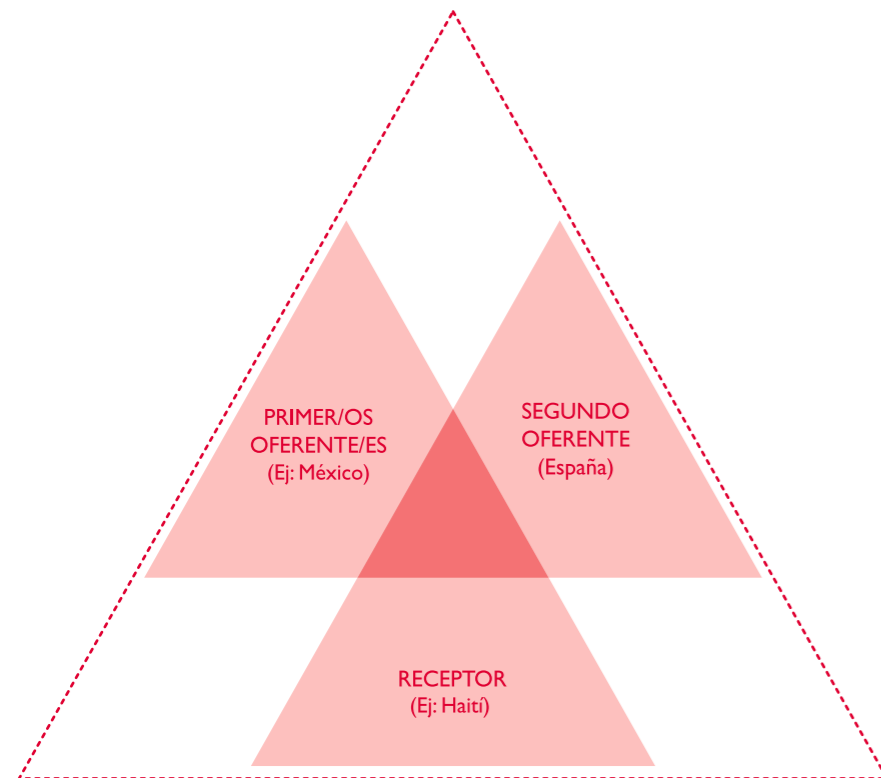 PRIMER/OS
OFERENTE/ES
(Ej: México)
SEGUNDO
OFERENTE
(España)
RECEPTOR
(Ej: Haití)